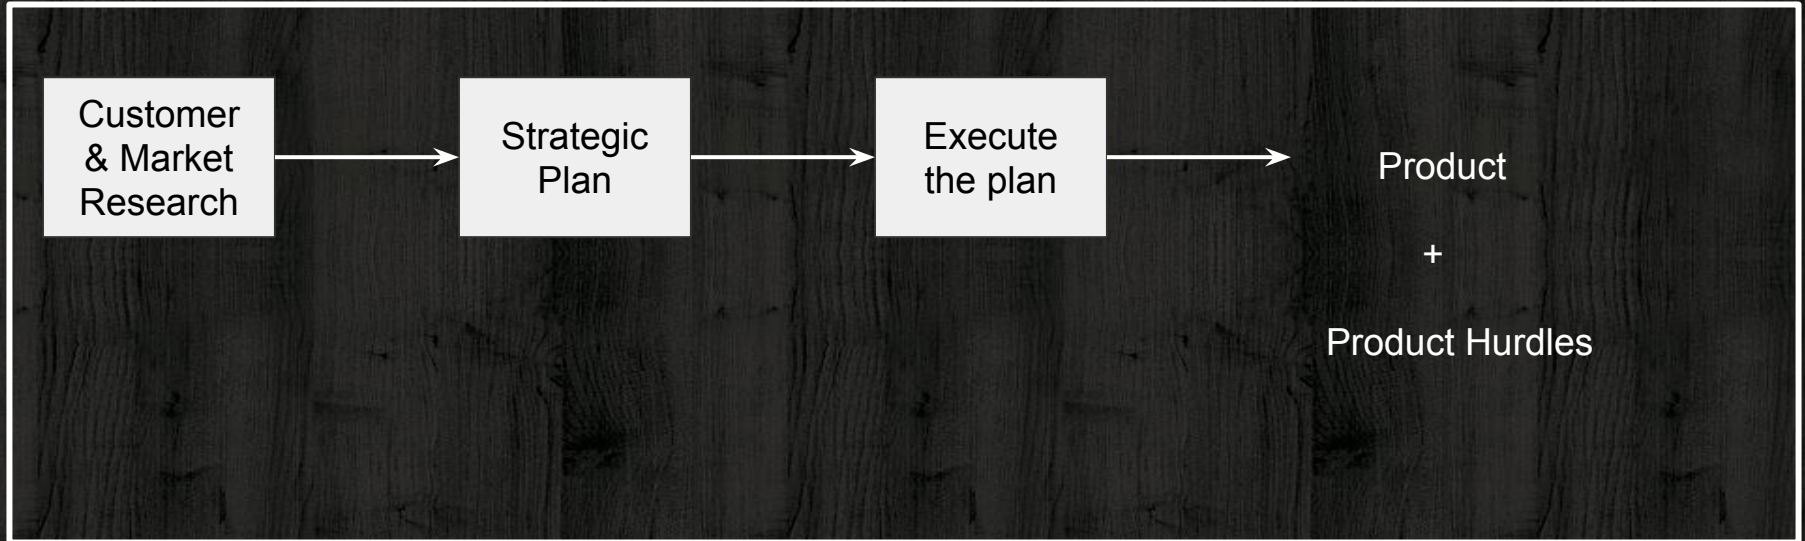 Customer
& Market
Research
Strategic
Plan
Execute
the plan
Product
+
Product Hurdles